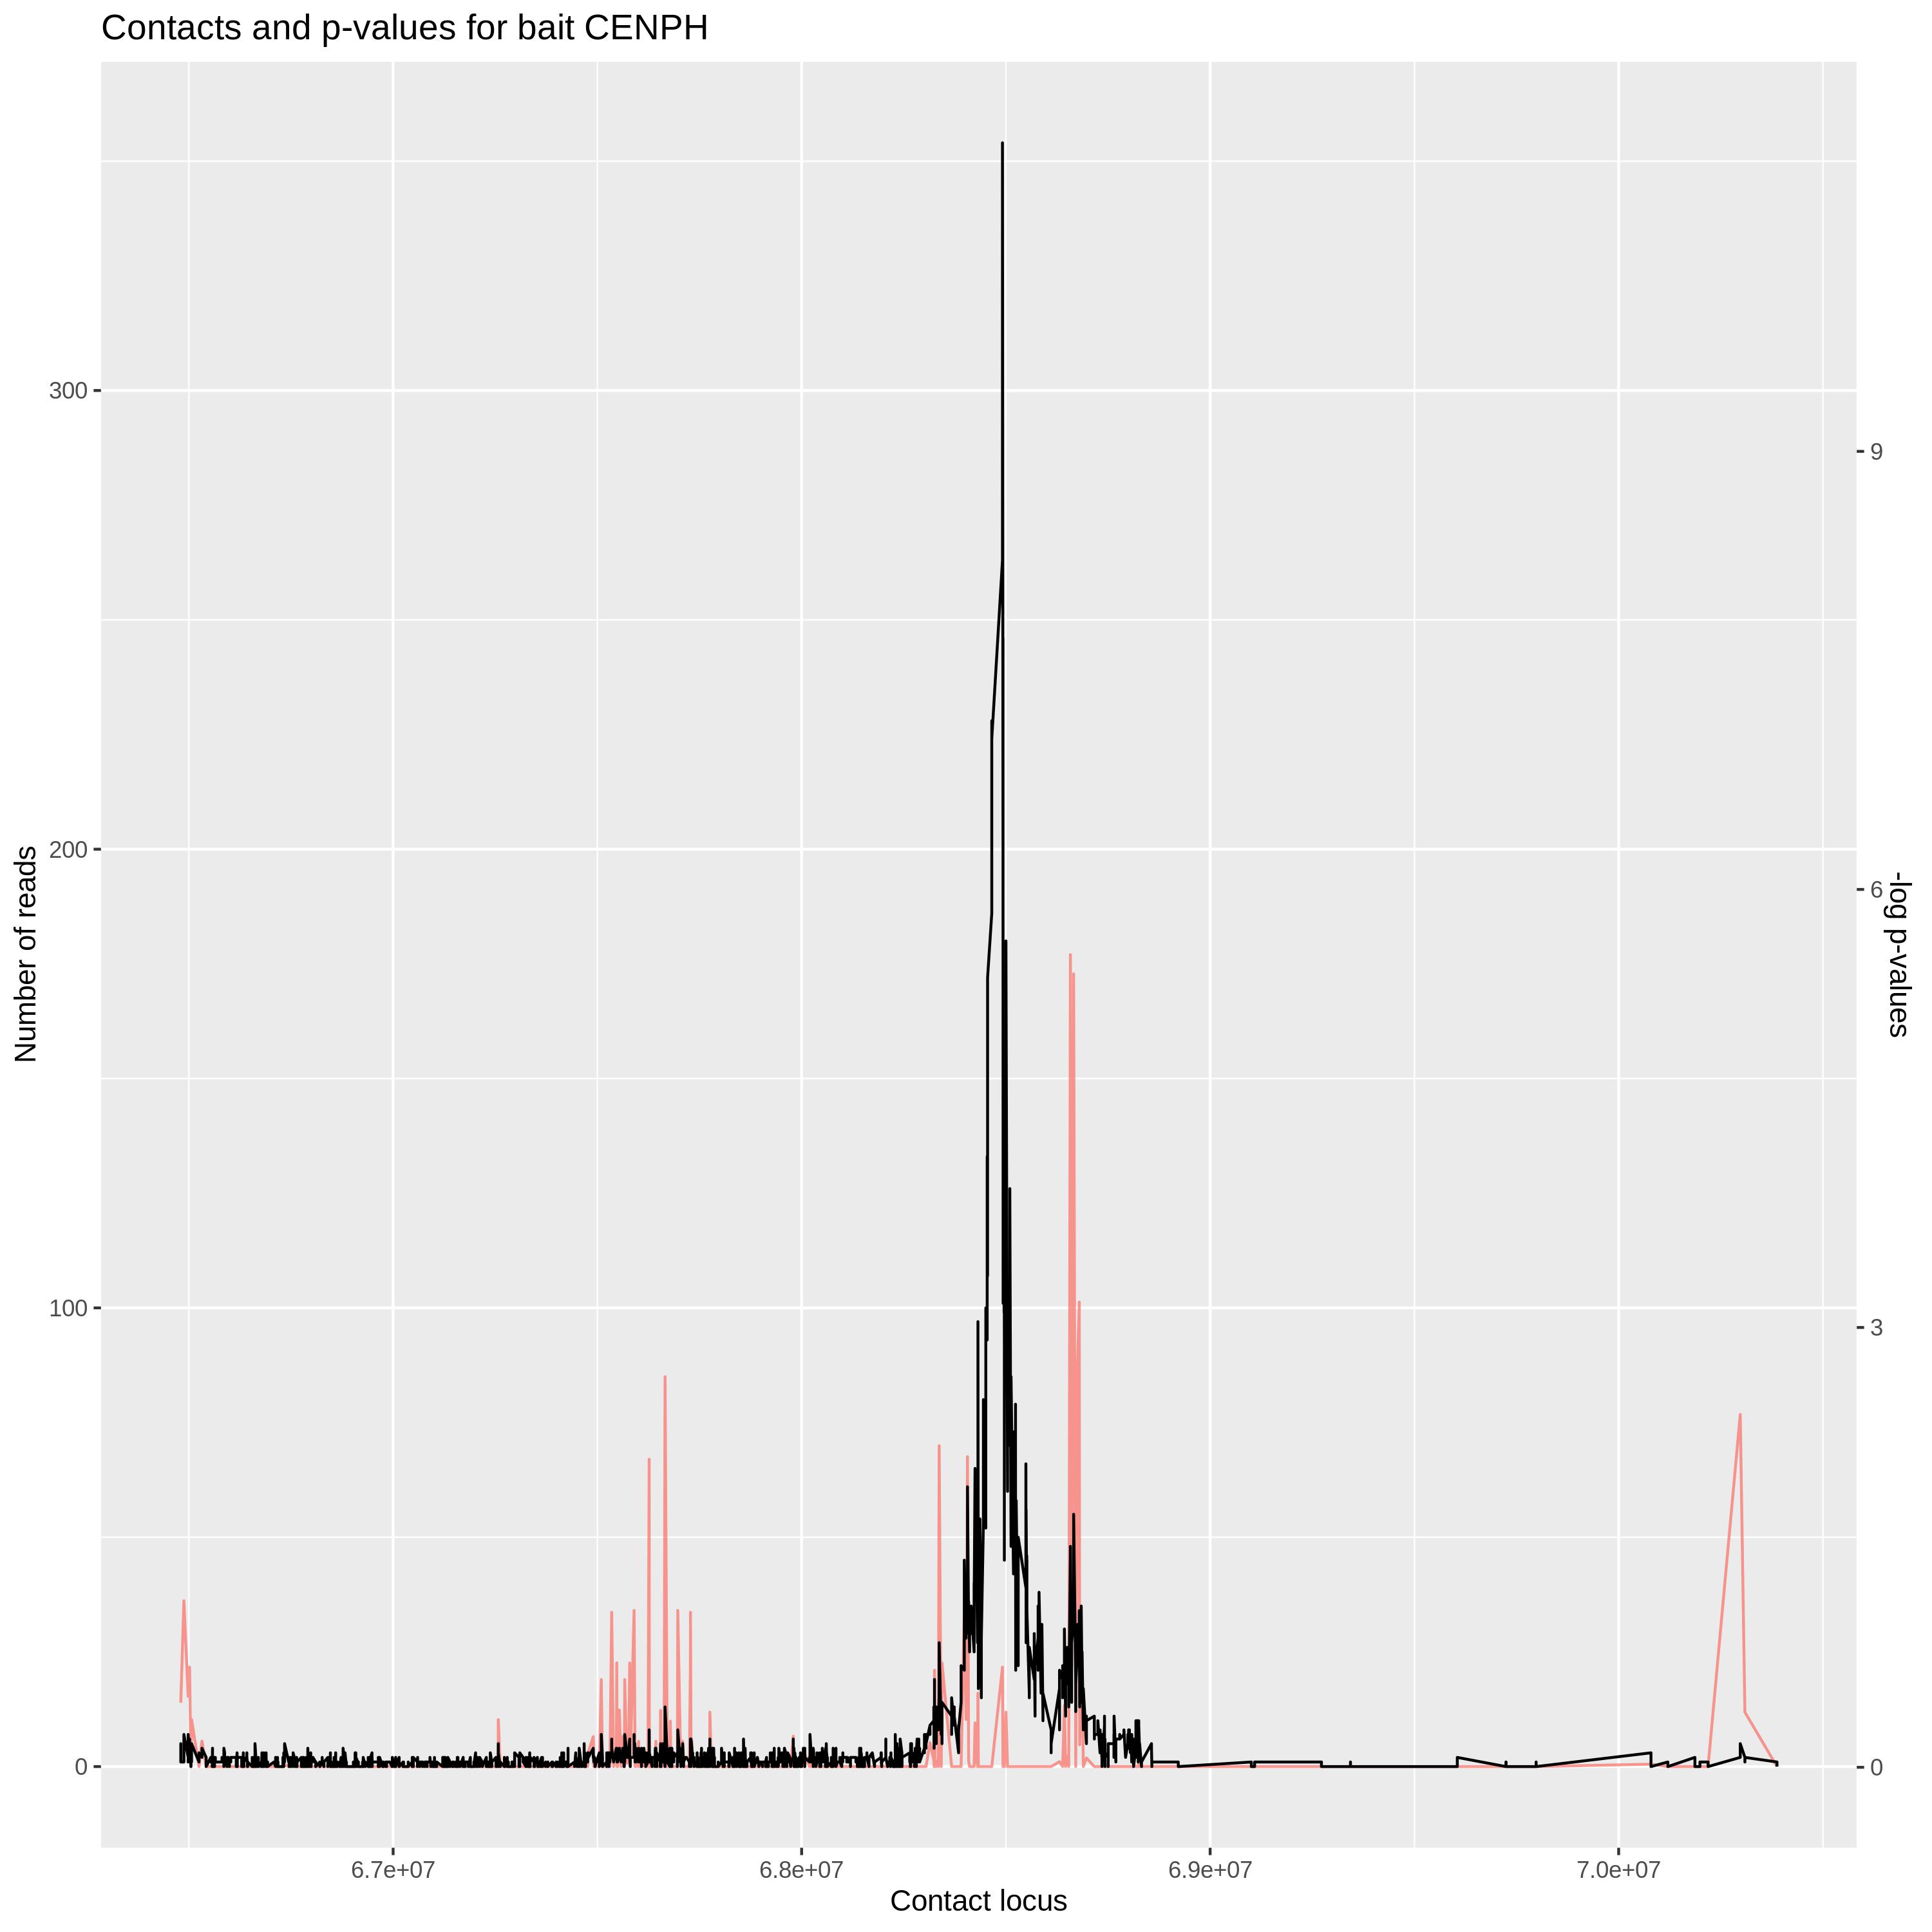 Contacts and p-values for bait CENPH
Number of reads
300
200
100
0
9
6
3
0
-log p-values
6.7e+07
6.8e+07
6.9e+07
7.0e+07
Contact locus